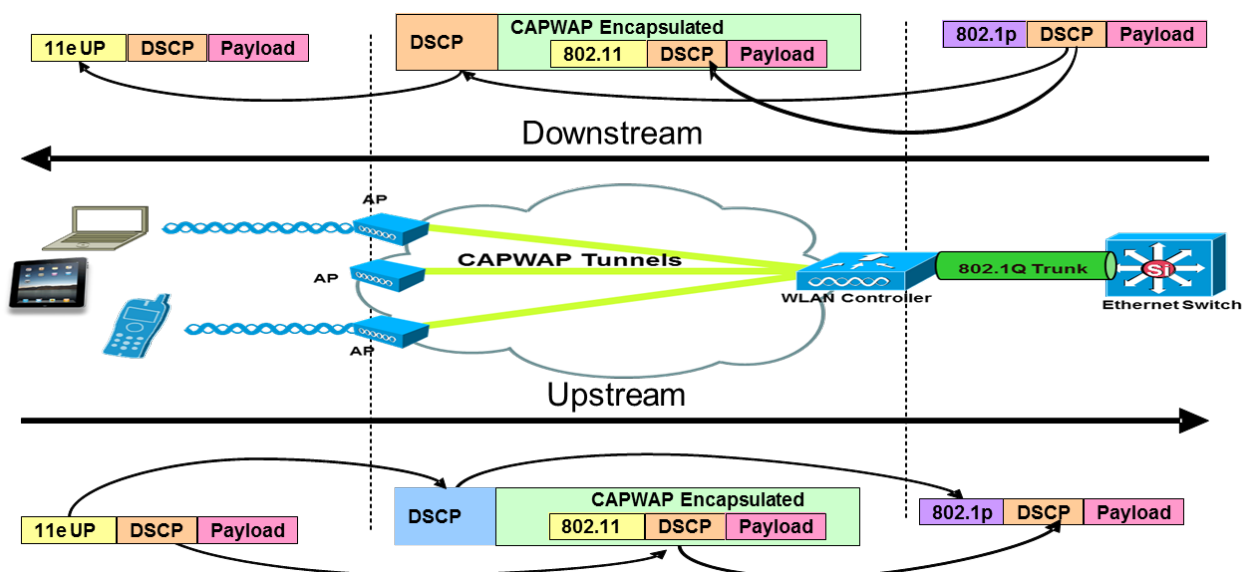 11e UP DSCP Payload
DSCP
CAPWAP Encapsulated
802.11 DSCP Payload
802.1p DSCP Payload
Downstream
AP
AP
AP
CAPWAP Tunnels
WLAN Controller
802.1Q Trunk
Si
Ethernet Switch
Upstream
11e UP DSCP Payload
DSCP
CAPWAP Encapsulated
802.11 DSCP Payload
802.1p DSCP Payload